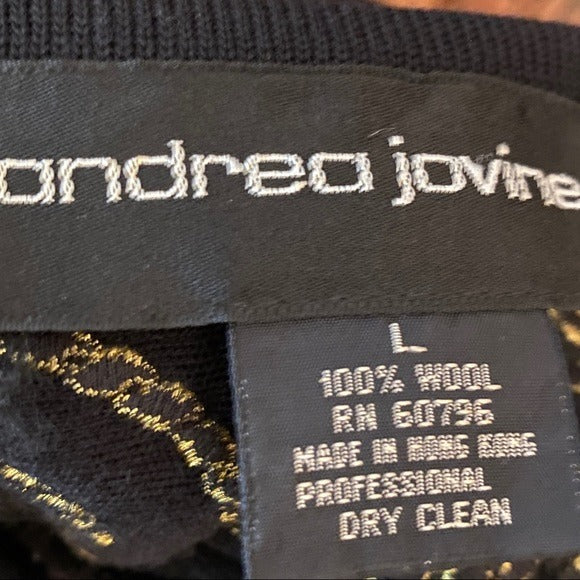 andrea jovine
L
100% WOOL
RN 60796
MADE IN HONG KONG
PROFESSIONAL
DRY CLEAN